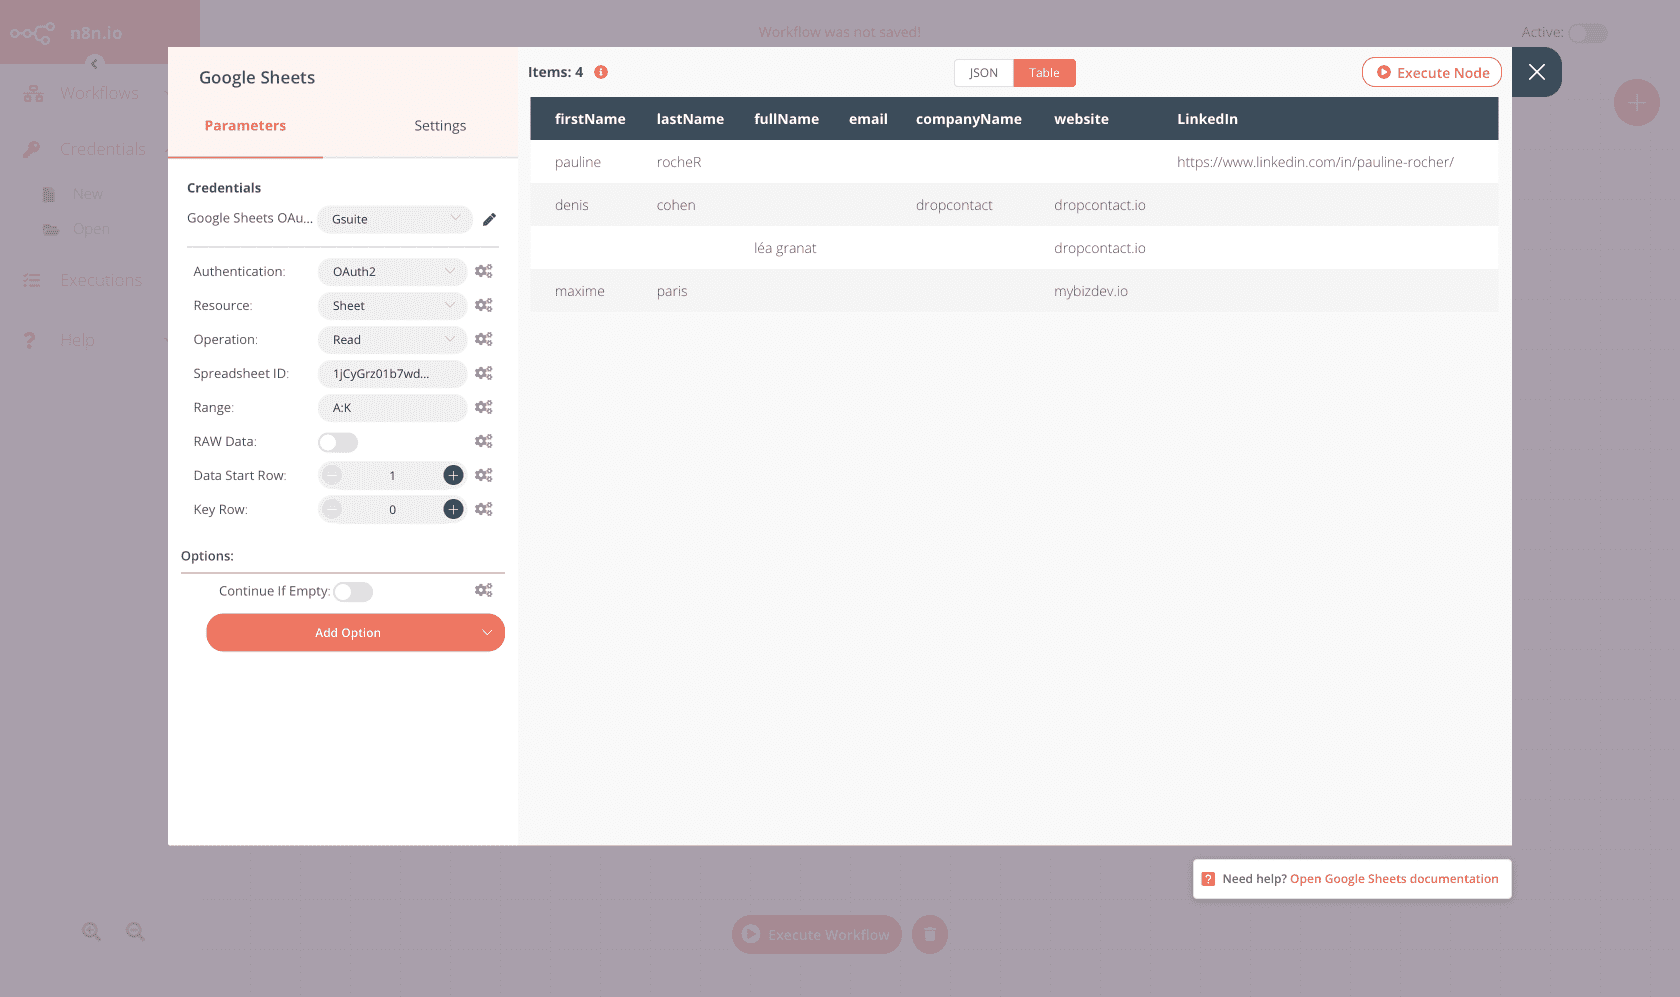 n8n.io
Workflow was not saved!
Active:
Workflows
Credentials
New
Open
Executions
Help
Google Sheets
Parameters
Settings
Credentials
Google Sheets OAu...
Gsuite
Authentication:
OAuth2
Resource:
Sheet
Operation:
Read
Spreadsheet ID:
1jCyGrz01b7wd...
Range:
A:K
RAW Data:
Data Start Row:
1
Key Row:
0
Options:
Continue If Empty:
Add Option
Items: 4
JSON
Table
Execute Node
firstName lastName fullName email companyName website LinkedIn
pauline rocheR https://www.linkedin.com/in/pauline-rocher/
denis cohen dropcontact dropcontact.io
léa granat dropcontact.io
maxime paris mybizdev.io
Need help? Open Google Sheets documentation
Execute Workflow